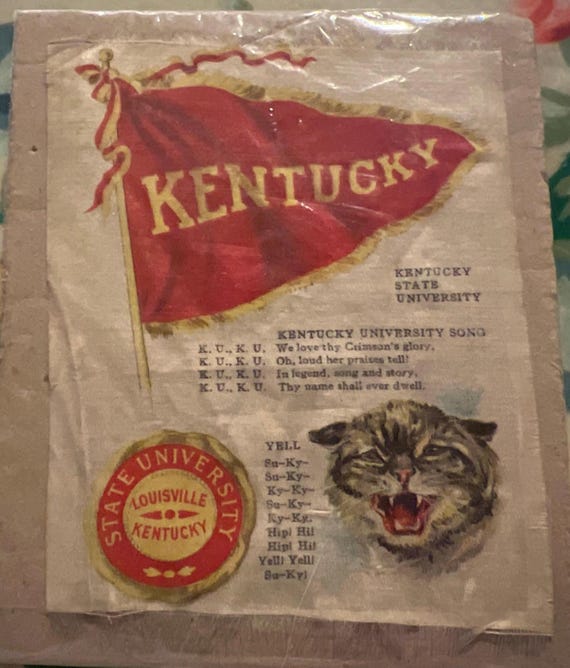 KENTUCKY
KENTUCKY
STATE
UNIVERSITY
KENTUCKY UNIVERSITY SONG
K. U., K. U. We love thy Crimson's glory,
K. U., K. U. Oh, loud her praises tell!
K. U., K. U. In legend, song and story,
K. U., K. U. Thy name shall ever dwell.
YELL
Su-Ky-
Su-Ky-
Ky-Ky-
Su-Ky-
Ky-Ky,
Hip! Hi!
Hip! Hi!
Yell! Yell!
Su-Ky!
STATE UNIVERSITY
LOUISVILLE
KENTUCKY